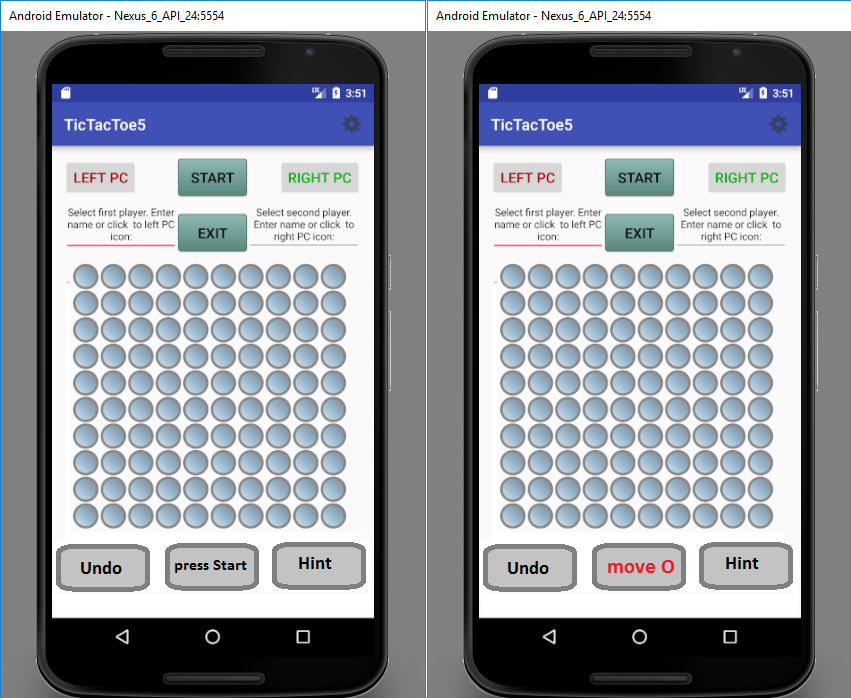 Android Emulator - Nexus_6_API_24:5554
LTE 3:51
TicTacToe5
LEFT PC
START
RIGHT PC
Select first player. Enter
name or click to left PC
icon:
EXIT
Select second player.
Enter name or click to
right PC icon:
Undo
press Start
Hint
Android Emulator - Nexus_6_API_24:5554
LTE 3:51
TicTacToe5
LEFT PC
START
RIGHT PC
Select first player. Enter
name or click to left PC
icon:
EXIT
Select second player.
Enter name or click to
right PC icon:
Undo
move O
Hint